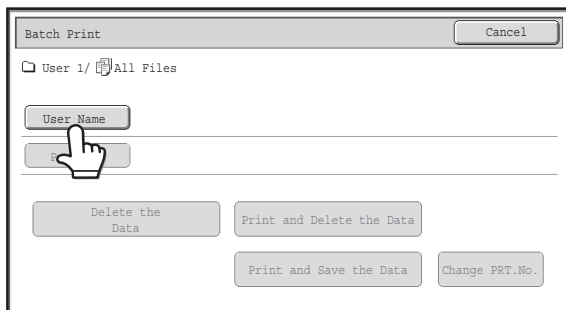 Batch Print
Cancel
User 1/ All Files
User Name
Delete the
Data
Print and Delete the Data
Print and Save the Data
Change PRT.No.